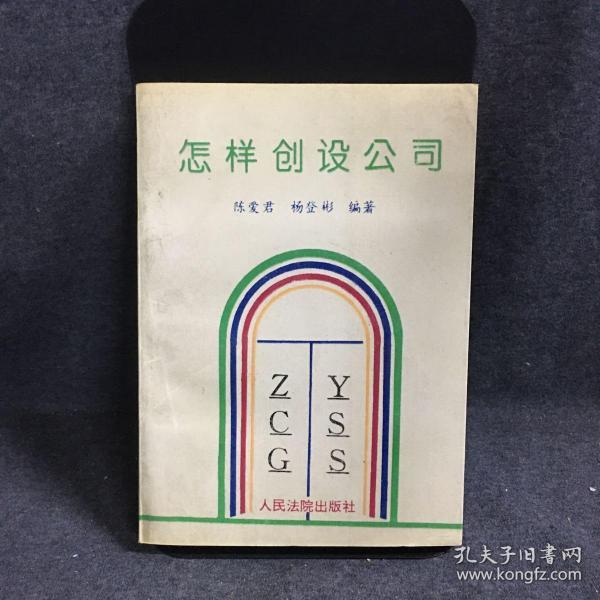 怎样创设公司
陈爱君 杨登彬 编著
Z Y
C S
G S
人民法院出版社
孔夫子旧書网
www.kongfz.com